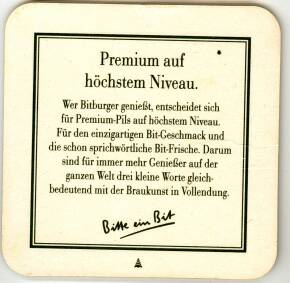 Premium auf
höchstem Niveau.
Wer Bitburger genießt, entscheidet sich
für Premium-Pils auf höchstem Niveau.
Für den einzigartigen Bit-Geschmack und
die schon sprichwörtliche Bit-Frische. Darum
sind für immer mehr Genießer auf der
ganzen Welt drei kleine Worte gleich-
bedeutend mit der Braukunst in Vollendung.
Bitte ein Bit